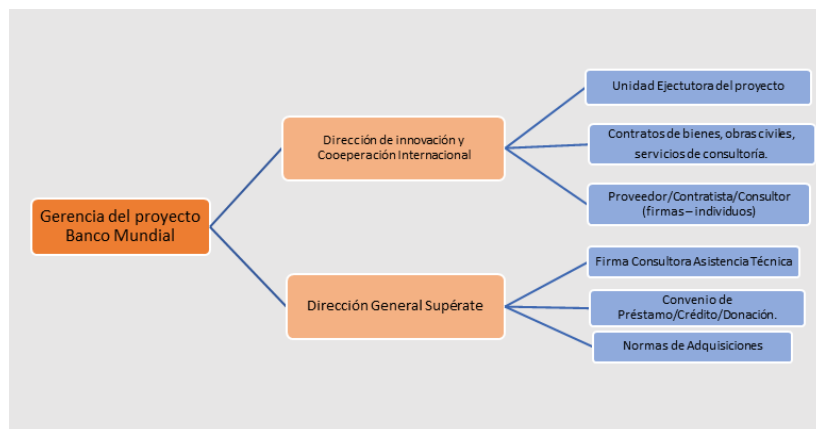 Gerencia del proyecto
Banco Mundial
Dirección de innovación y
Cooeperación Internacional
Unidad Ejectutora del proyecto
Contratos de bienes, obras civiles,
servicios de consultoría.
Proveedor/Contratista/Consultor
(firmas – individuos)
Dirección General Supérate
Firma Consultora Asistencia Técnica
Convenio de
Préstamo/Crédito/Donación.
Normas de Adquisiciones